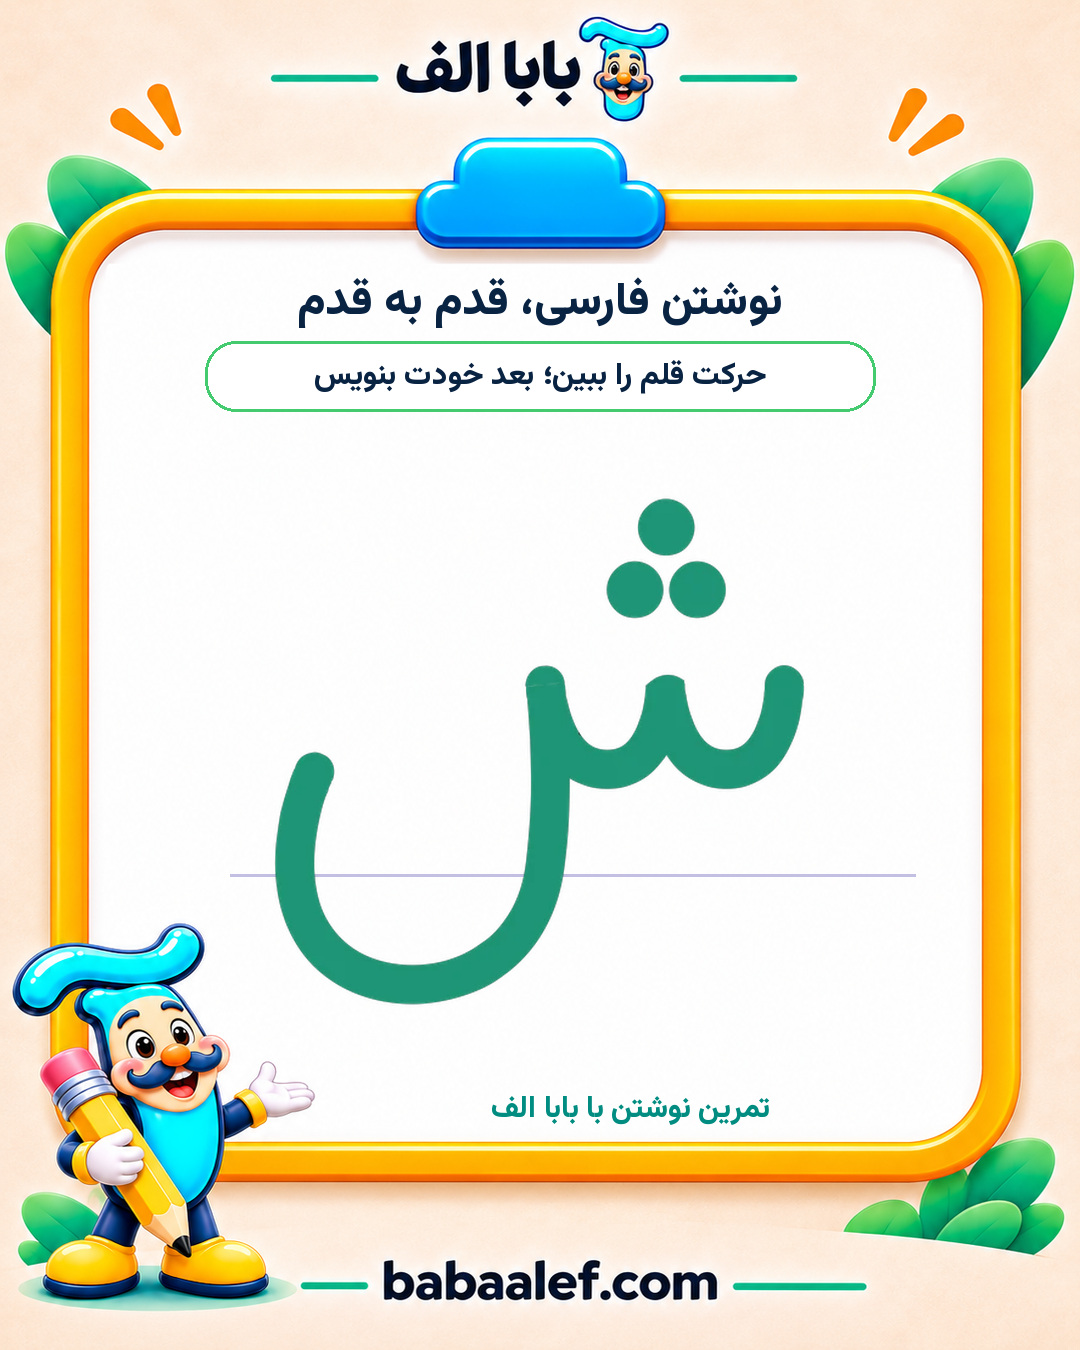 بابا الف
نوشتن فارسی، قدم به قدم
حرکت قلم را ببین؛ بعد خودت بنویس
ش
تمرین نوشتن با بابا الف
babaalef.com